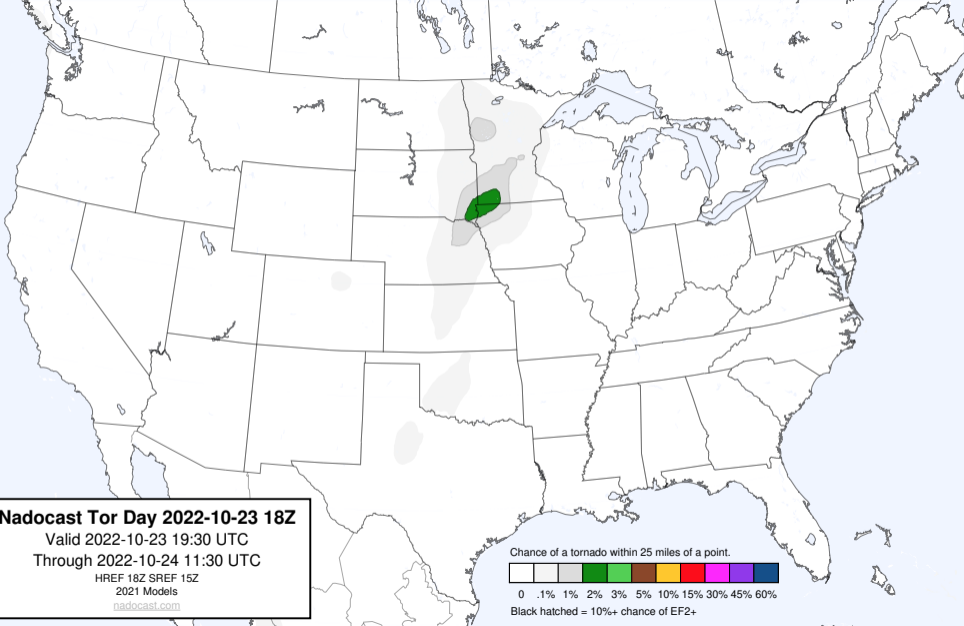 Nadocast Tor Day 2022-10-23 18Z
Valid 2022-10-23 19:30 UTC
Through 2022-10-24 11:30 UTC
HREF 18Z SREF 15Z
2021 Models
nadocast.com
Chance of a tornado within 25 miles of a point.
0 .1% 1% 2% 3% 5% 10% 15% 30% 45% 60%
Black hatched = 10%+ chance of EF2+